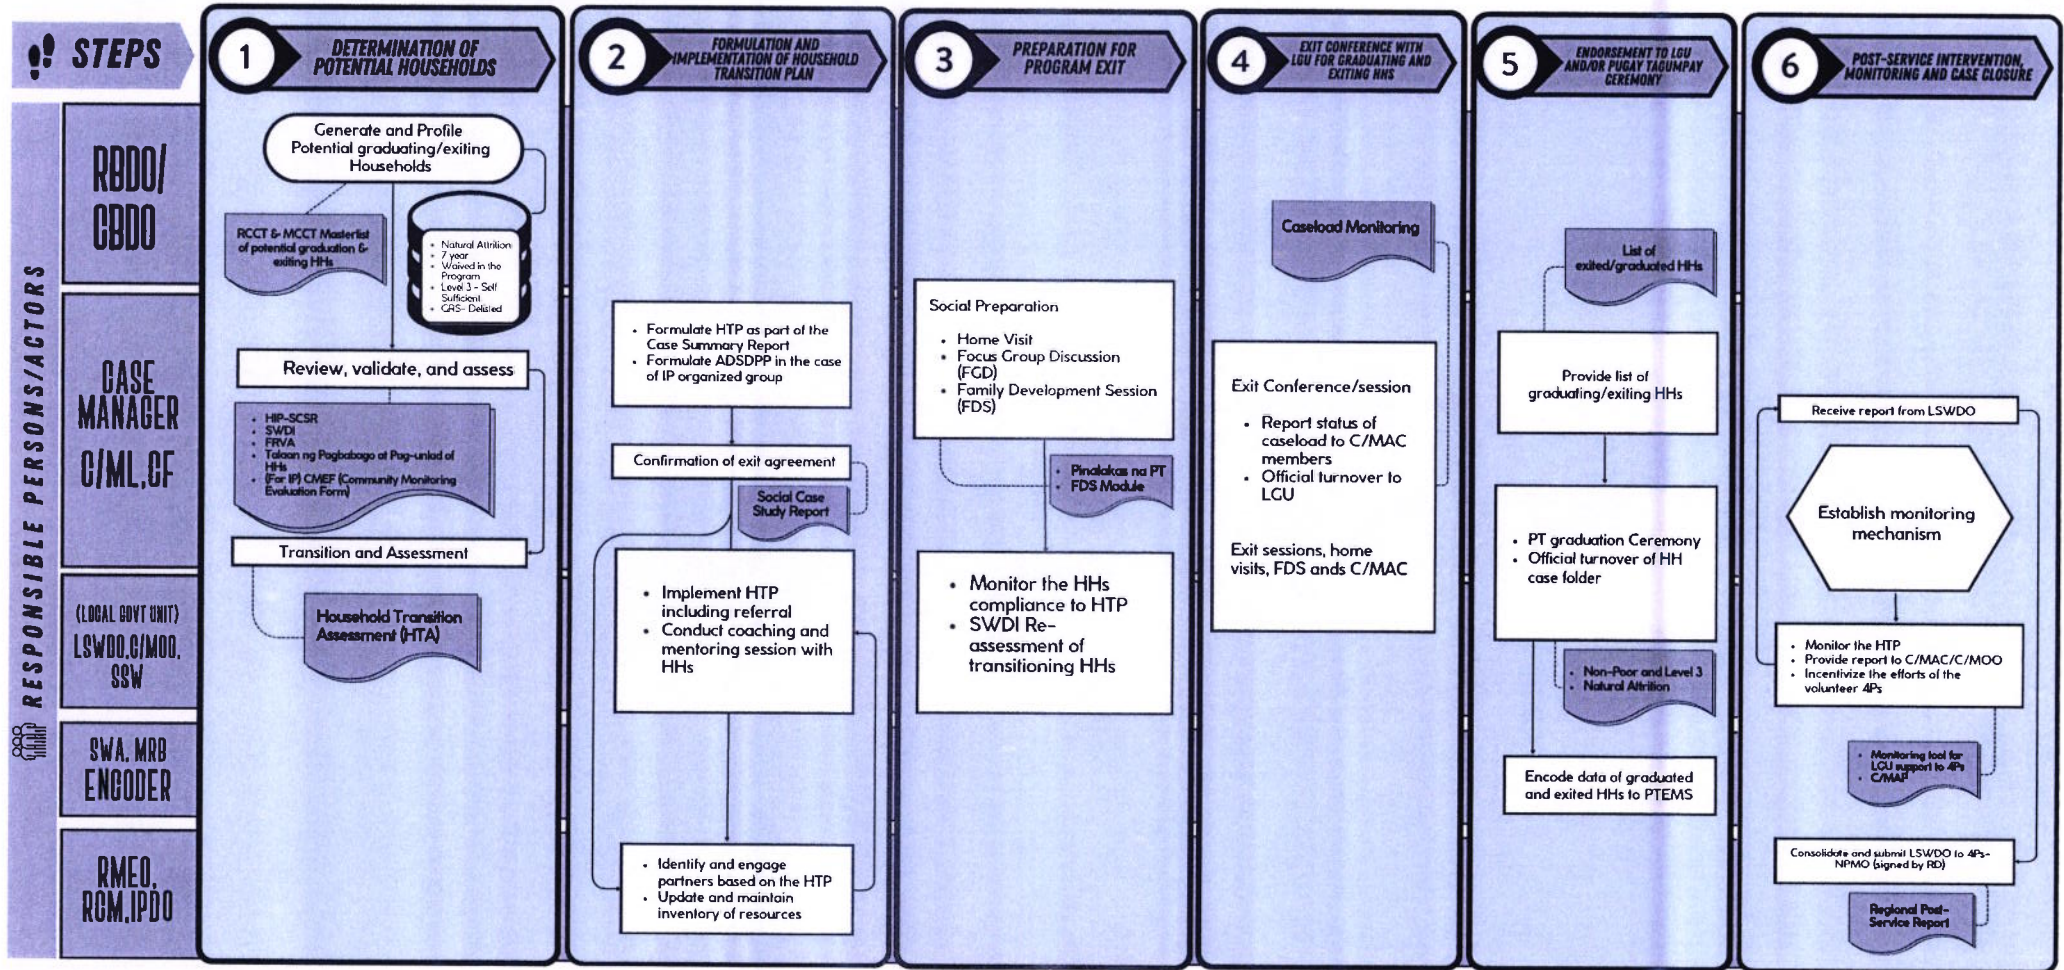 STEPS
1
DETERMINATION OF
POTENTIAL HOUSEHOLDS
2
FORMULATION AND
IMPLEMENTATION OF HOUSEHOLD
TRANSITION PLAN
3
PREPARATION FOR
PROGRAM EXIT
4
EXIT CONFERENCE WITH
LGU FOR GRADUATING AND
EXITING HHS
5
ENDORSEMENT TO LGU
AND/OR PUGAY TAGUMPAY
CEREMONY
6
POST-SERVICE INTERVENTION,
MONITORING AND CASE CLOSURE
RESPONSIBLE PERSONS/ACTORS
RBDO/
CBDO
CASE
MANAGER
C/ML,CF
(LOCAL GOVT UNIT)
LSWDO,C/MOO,
SSW
SWA, MRB
ENCODER
RMEO,
RCM,IPDO
Generate and Profile
Potential graduating/exiting
Households
RCCT & MCCT Masterlist
of potential graduation &
exiting HHs
• Natural Attrition
• 7 year
• Waived in the
Program
• Level 3 - Self
Sufficient
• GRS- Delisted
Review, validate, and assess
• HIP-SCSR
• SWDI
• FRVA
• Talaan ng Pagbabago at Pag-unlad of
HHs
• (For IP) CMEF (Community Monitoring
Evaluation Form)
Transition and Assessment
Household Transition
Assessment (HTA)
• Formulate HTP as part of the
Case Summary Report
• Formulate ADSDPP in the case
of IP organized group
Confirmation of exit agreement
Social Case
Study Report
• Implement HTP
including referral
• Conduct coaching and
mentoring session with
HHs
• Identify and engage
partners based on the HTP
• Update and maintain
inventory of resources
Social Preparation
• Home Visit
• Focus Group Discussion
(FGD)
• Family Development Session
(FDS)
• Pinalakas na PT
• FDS Module
• Monitor the HHs
compliance to HTP
• SWDI Re-
assessment of
transitioning HHs
Caseload Monitoring
Exit Conference/session
• Report status of
caseload to C/MAC
members
• Official turnover to
LGU
Exit sessions, home
visits, FDS ands C/MAC
List of
exited/graduated HHs
Provide list of
graduating/exiting HHs
• PT graduation Ceremony
• Official turnover of HH
case folder
• Non-Poor and Level 3
• Natural Attrition
Encode data of graduated
and exited HHs to PTEMS
Receive report from LSWDO
Establish monitoring
mechanism
• Monitor the HTP
• Provide report to C/MAC/C/MOO
• Incentivize the efforts of the
volunteer 4Ps
• Monitoring tool for
LGU support to 4Ps
• C/MAP
Consolidate and submit LSWDO to 4Ps-
NPMO (signed by RD)
Regional Post-
Service Report